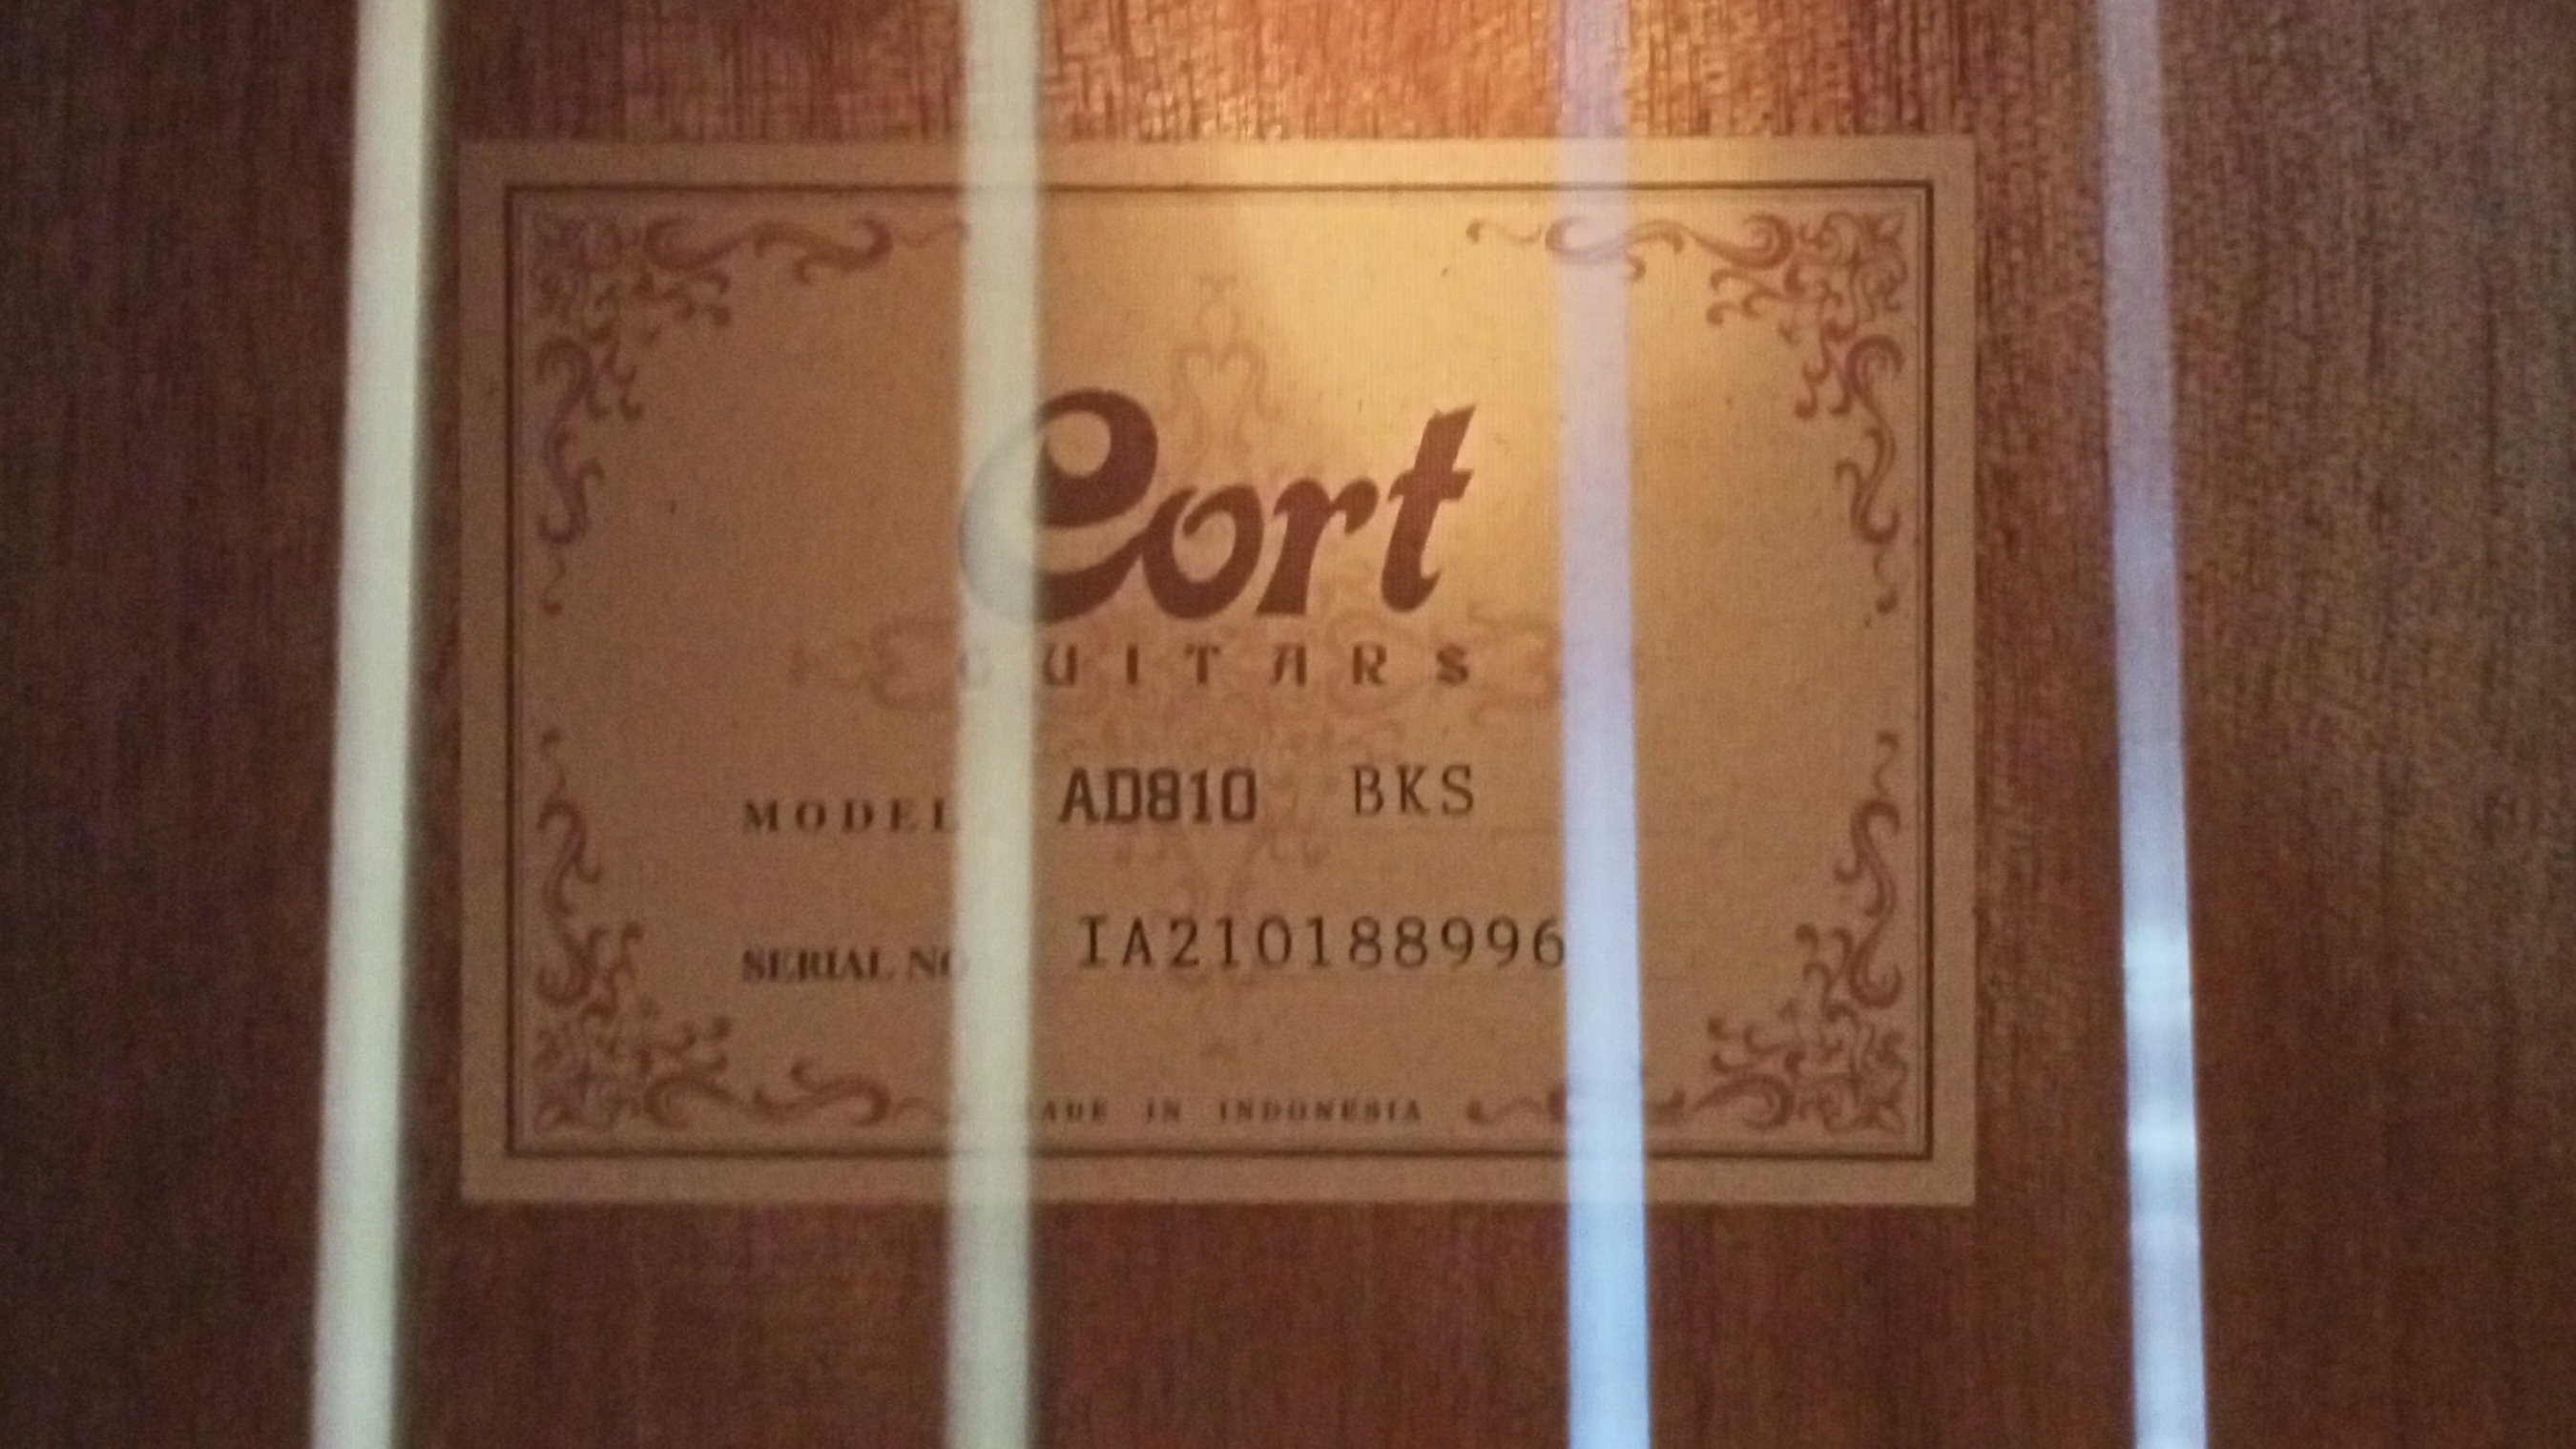 Cort
GUITARS
MODEL AD810 BKS
SERIAL NO IA210188996
MADE IN INDONESIA